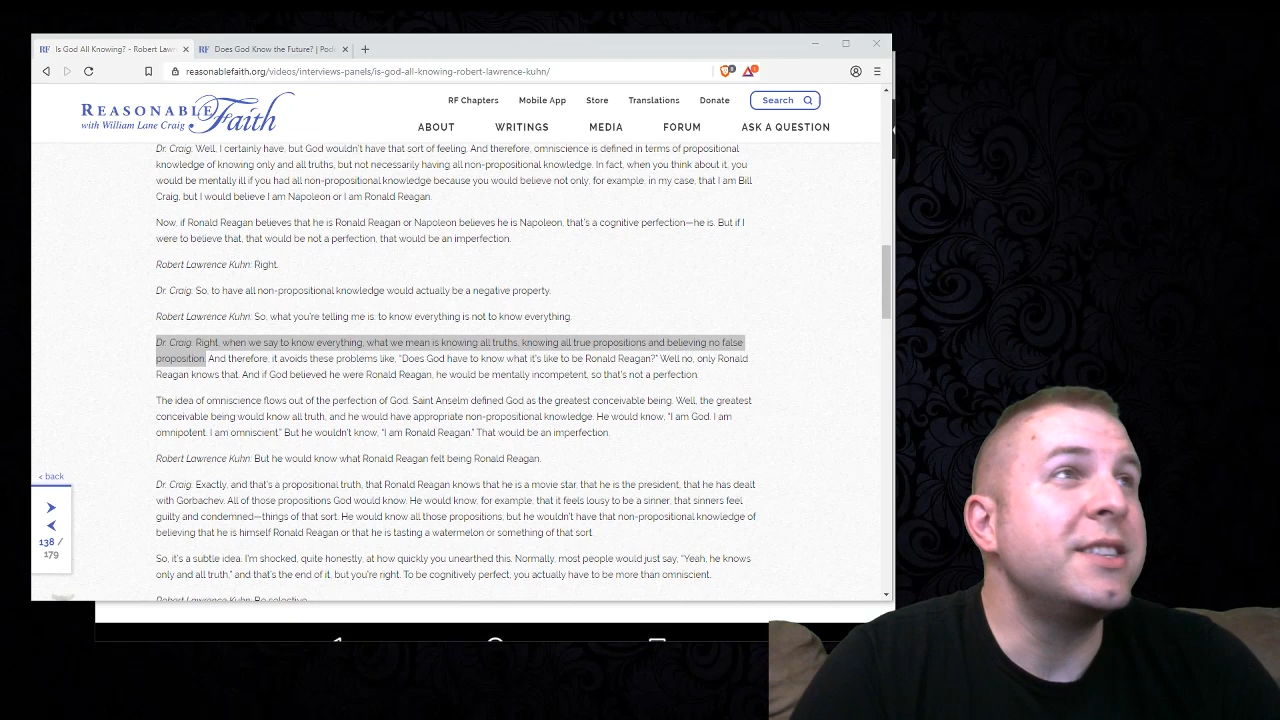 Is God All Knowing? - Robert Lawr
Does God Know the Future? | Pod
reasonablefaith.org/videos/interviews-panels/is-god-all-knowing-robert-lawrence-kuhn/
REASONABLE Faith
with William Lane Craig
RF Chapters Mobile App Store Translations Donate Search
ABOUT WRITINGS MEDIA FORUM ASK A QUESTION
Dr. Craig: Well, I certainly have, but God wouldn't have that sort of feeling. And therefore, omniscience is defined in terms of propositional
knowledge of knowing only and all truths, but not necessarily having all non-propositional knowledge. In fact, when you think about it, you
would be mentally ill if you had all non-propositional knowledge because you would believe not only, for example, in my case, that I am Bill
Craig, but I would believe I am Napoleon or I am Ronald Reagan.
Now, if Ronald Reagan believes that he is Ronald Reagan or Napoleon believes he is Napoleon, that's a cognitive perfection—he is. But if I
were to believe that, that would be not a perfection, that would be an imperfection.
Robert Lawrence Kuhn: Right.
Dr. Craig: So, to have all non-propositional knowledge would actually be a negative property.
Robert Lawrence Kuhn: So, what you're telling me is: to know everything is not to know everything.
Dr. Craig: Right, when we say to know everything, what we mean is knowing all truths, knowing all true propositions and believing no false
proposition. And therefore, it avoids these problems like, "Does God have to know what it's like to be Ronald Reagan?" Well no, only Ronald
Reagan knows that. And if God believed he were Ronald Reagan, he would be mentally incompetent, so that's not a perfection.
The idea of omniscience flows out of the perfection of God. Saint Anselm defined God as the greatest conceivable being. Well, the greatest
conceivable being would know all truth, and he would have appropriate non-propositional knowledge. He would know, "I am God. I am
omnipotent. I am omniscient." But he wouldn't know, "I am Ronald Reagan." That would be an imperfection.
Robert Lawrence Kuhn: But he would know what Ronald Reagan felt being Ronald Reagan.
Dr. Craig: Exactly, and that's a propositional truth, that Ronald Reagan knows that he is a movie star, that he is the president, that he has dealt
with Gorbachev. All of those propositions God would know. He would know, for example, that it feels lousy to be a sinner, that sinners feel
guilty and condemned—things of that sort. He would know all those propositions, but he wouldn't have that non-propositional knowledge of
believing that he is himself Ronald Reagan or that he is tasting a watermelon or something of that sort.
So, it's a subtle idea. I'm shocked, quite honestly, at how quickly you unearthed this. Normally, most people would just say, "Yeah, he knows
only and all truth," and that's the end of it, but you're right. To be cognitively perfect, you actually have to be more than omniscient.
Robert Lawrence Kuhn: Be selective
< back
138 /
179